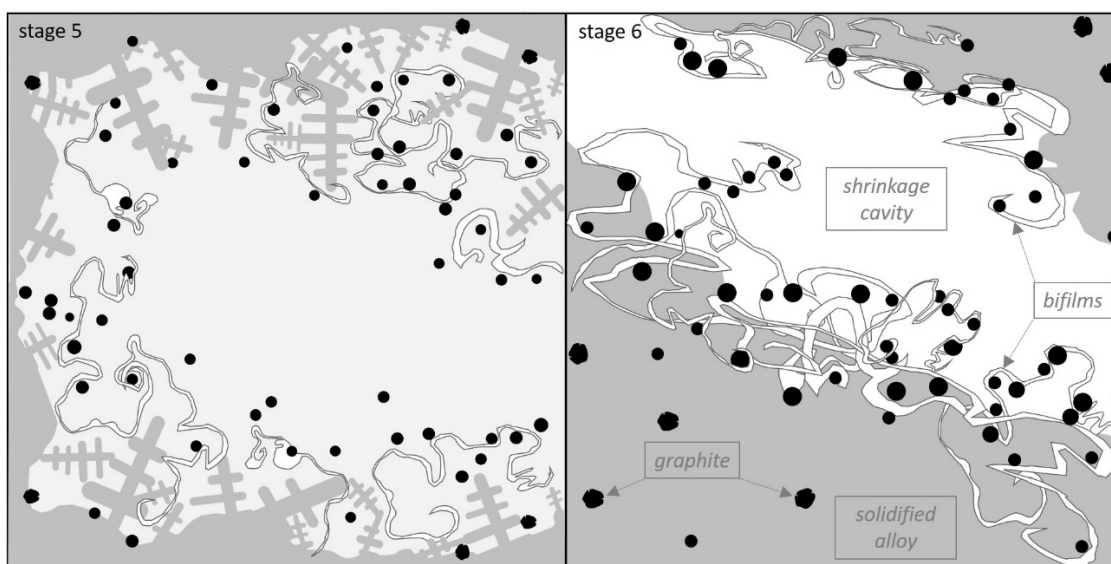 stage 5
stage 6
shrinkage
cavity
bifilms
graphite
solidified
alloy